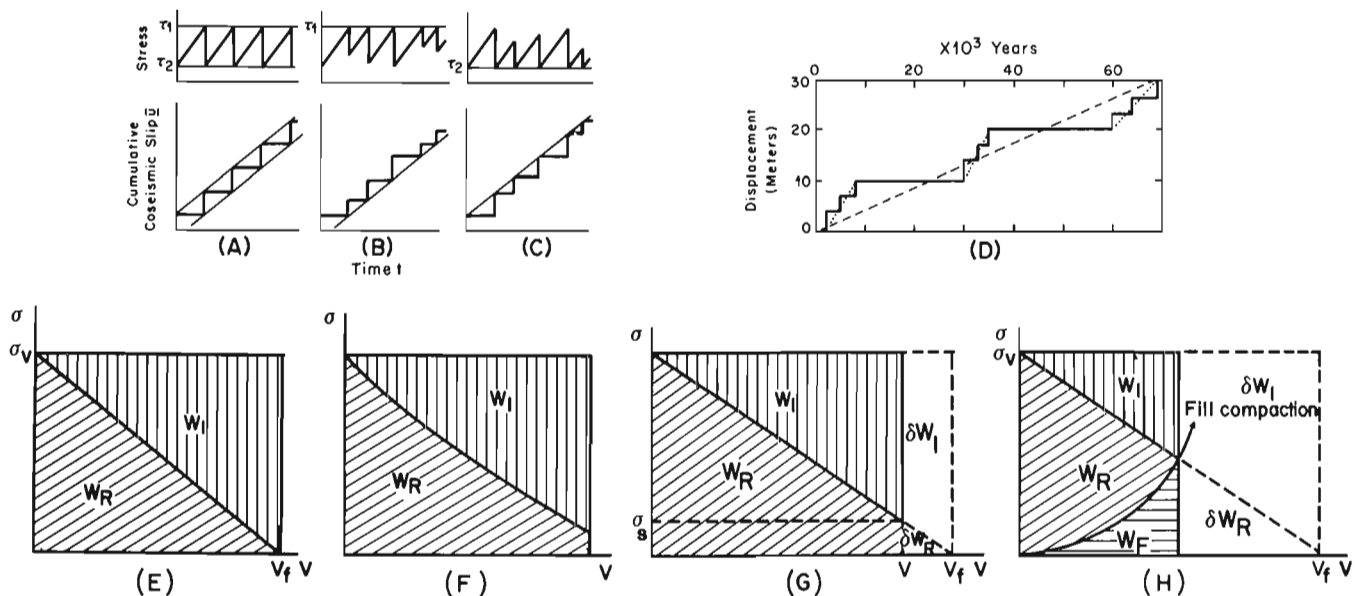 τ1
Stress
τ2
τ1
τ2
Cumulative
Coseismic Slip ū
(A)
(B)
(C)
Time t
X10³ Years
0 20 40 60
30
20
10
0
Displacement
(Meters)
(D)
σ
σv
WI
WR
Vf V
(E)
σ
WI
WR
V
(F)
σ
WI
WR
δWI
σs
δWR
V Vf V
(G)
σ
σv
WI
δWI
Fill compaction
WR
WF
δWR
Vf V
(H)